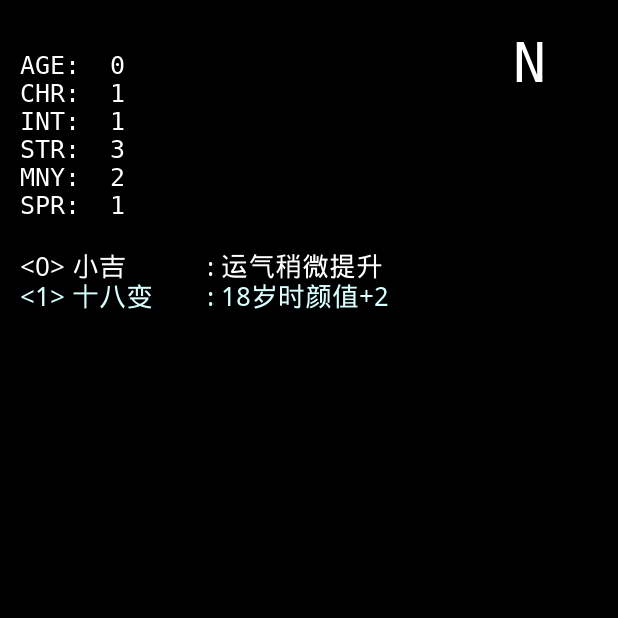 N
AGE: 0
CHR: 1
INT: 1
STR: 3
MNY: 2
SPR: 1
<0> 小吉 :运气稍微提升
<1> 十八变 :18岁时颜值+2